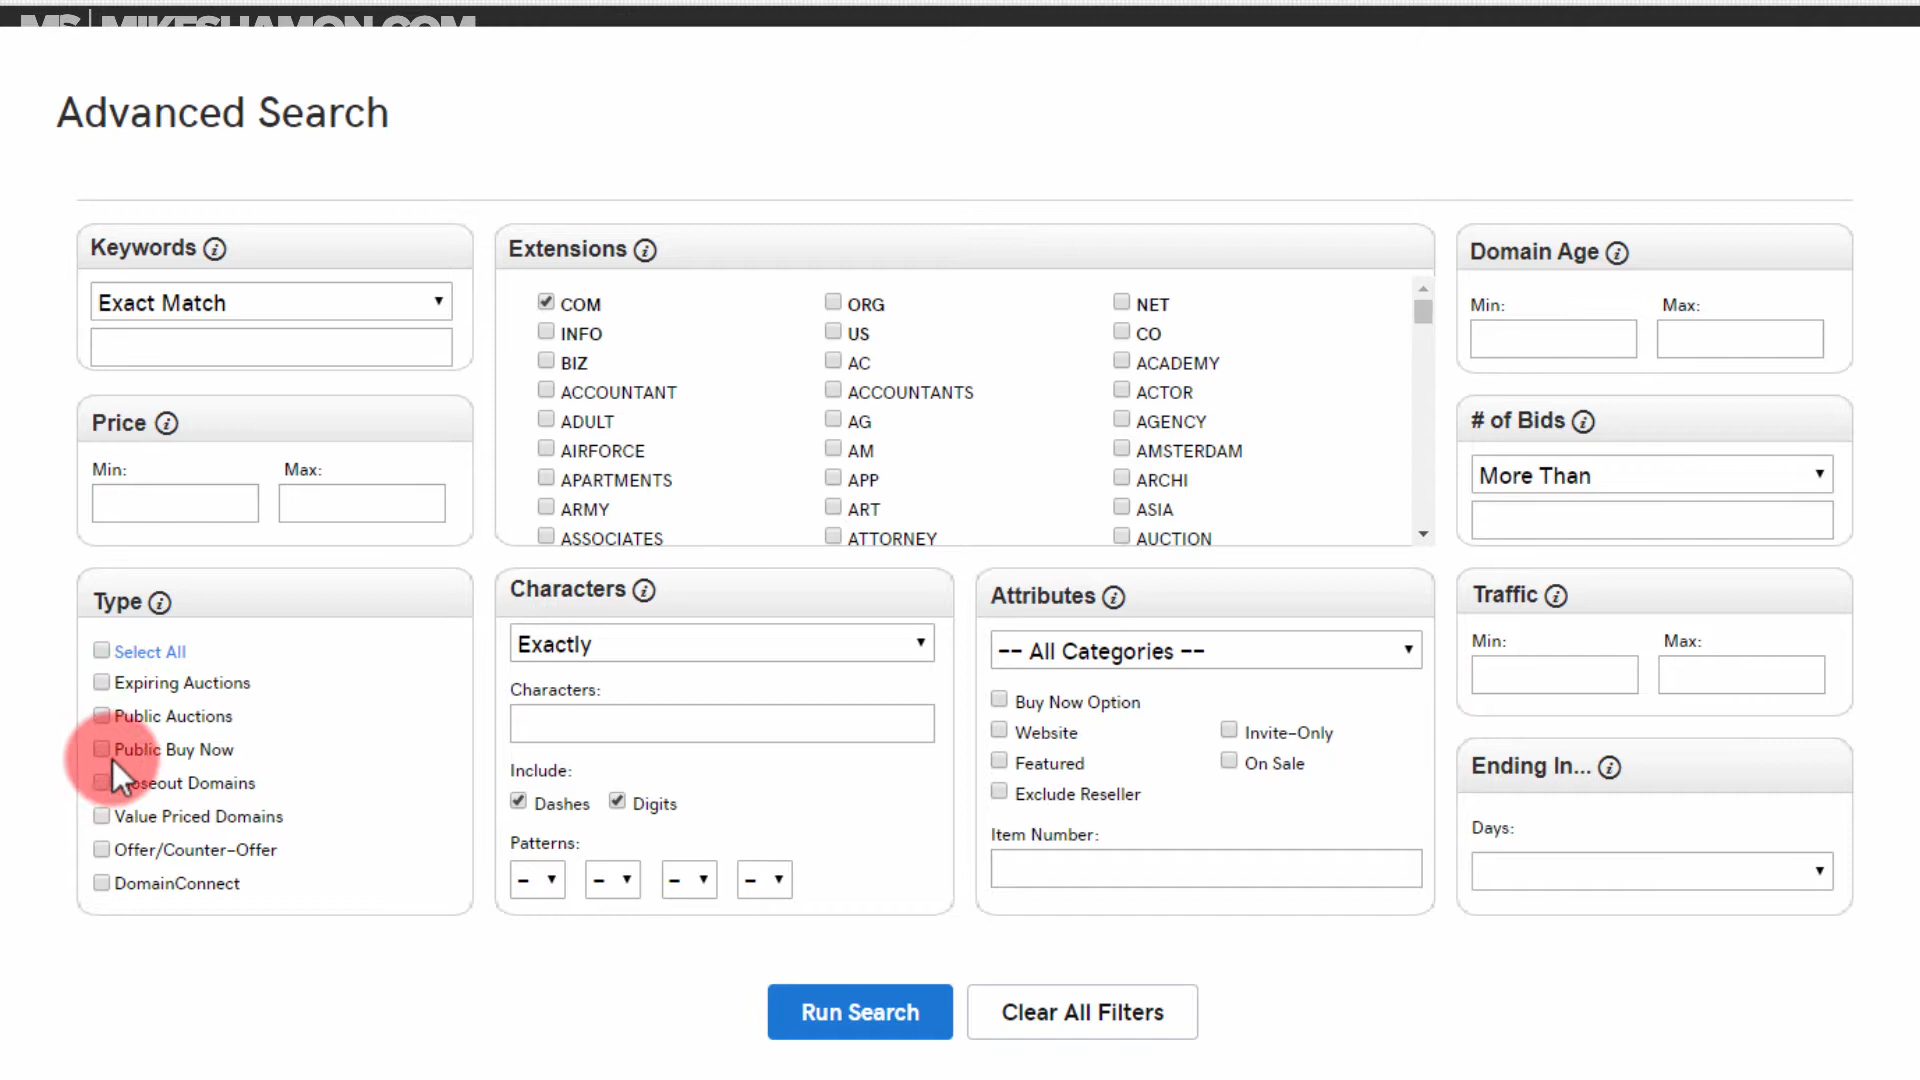 MS | MIKESHAMON.COM
Advanced Search
Keywords
Exact Match
Price
Min: Max:
Extensions
COM ORG NET
INFO US CO
BIZ AC ACADEMY
ACCOUNTANT ACCOUNTANTS ACTOR
ADULT AG AGENCY
AIRFORCE AM AMSTERDAM
APARTMENTS APP ARCHI
ARMY ART ASIA
ASSOCIATES ATTORNEY AUCTION
Domain Age
Min: Max:
# of Bids
More Than
Type
Select All
Expiring Auctions
Public Auctions
Public Buy Now
Closeout Domains
Value Priced Domains
Offer/Counter-Offer
DomainConnect
Characters
Exactly
Characters:
Include:
Dashes Digits
Patterns:
- - - -
Attributes
-- All Categories --
Buy Now Option
Website Invite-Only
Featured On Sale
Exclude Reseller
Item Number:
Traffic
Min: Max:
Ending In...
Days:
Run Search Clear All Filters